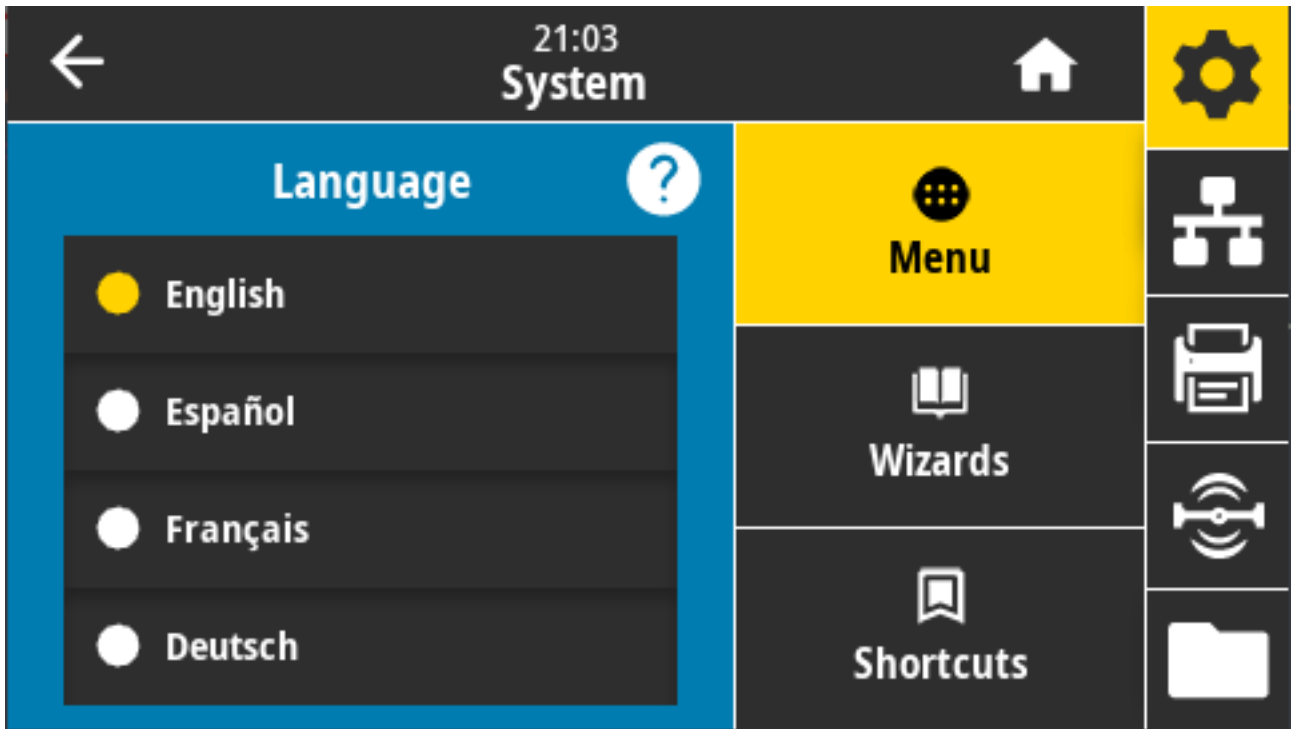 21:03
System
Language
?
English
Español
Français
Deutsch
Menu
Wizards
Shortcuts